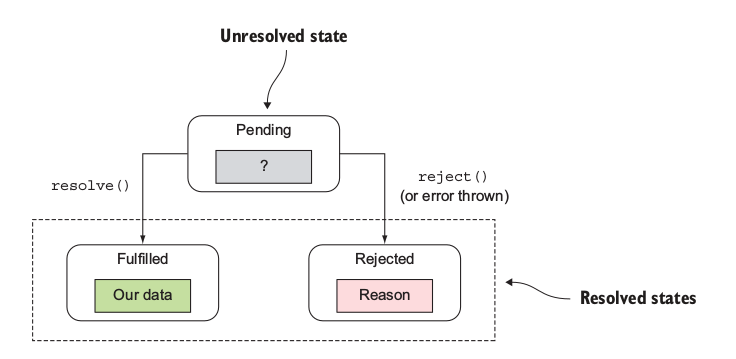 Unresolved state
Pending
?
resolve()
reject()
(or error thrown)
Fulfilled
Our data
Rejected
Reason
Resolved states